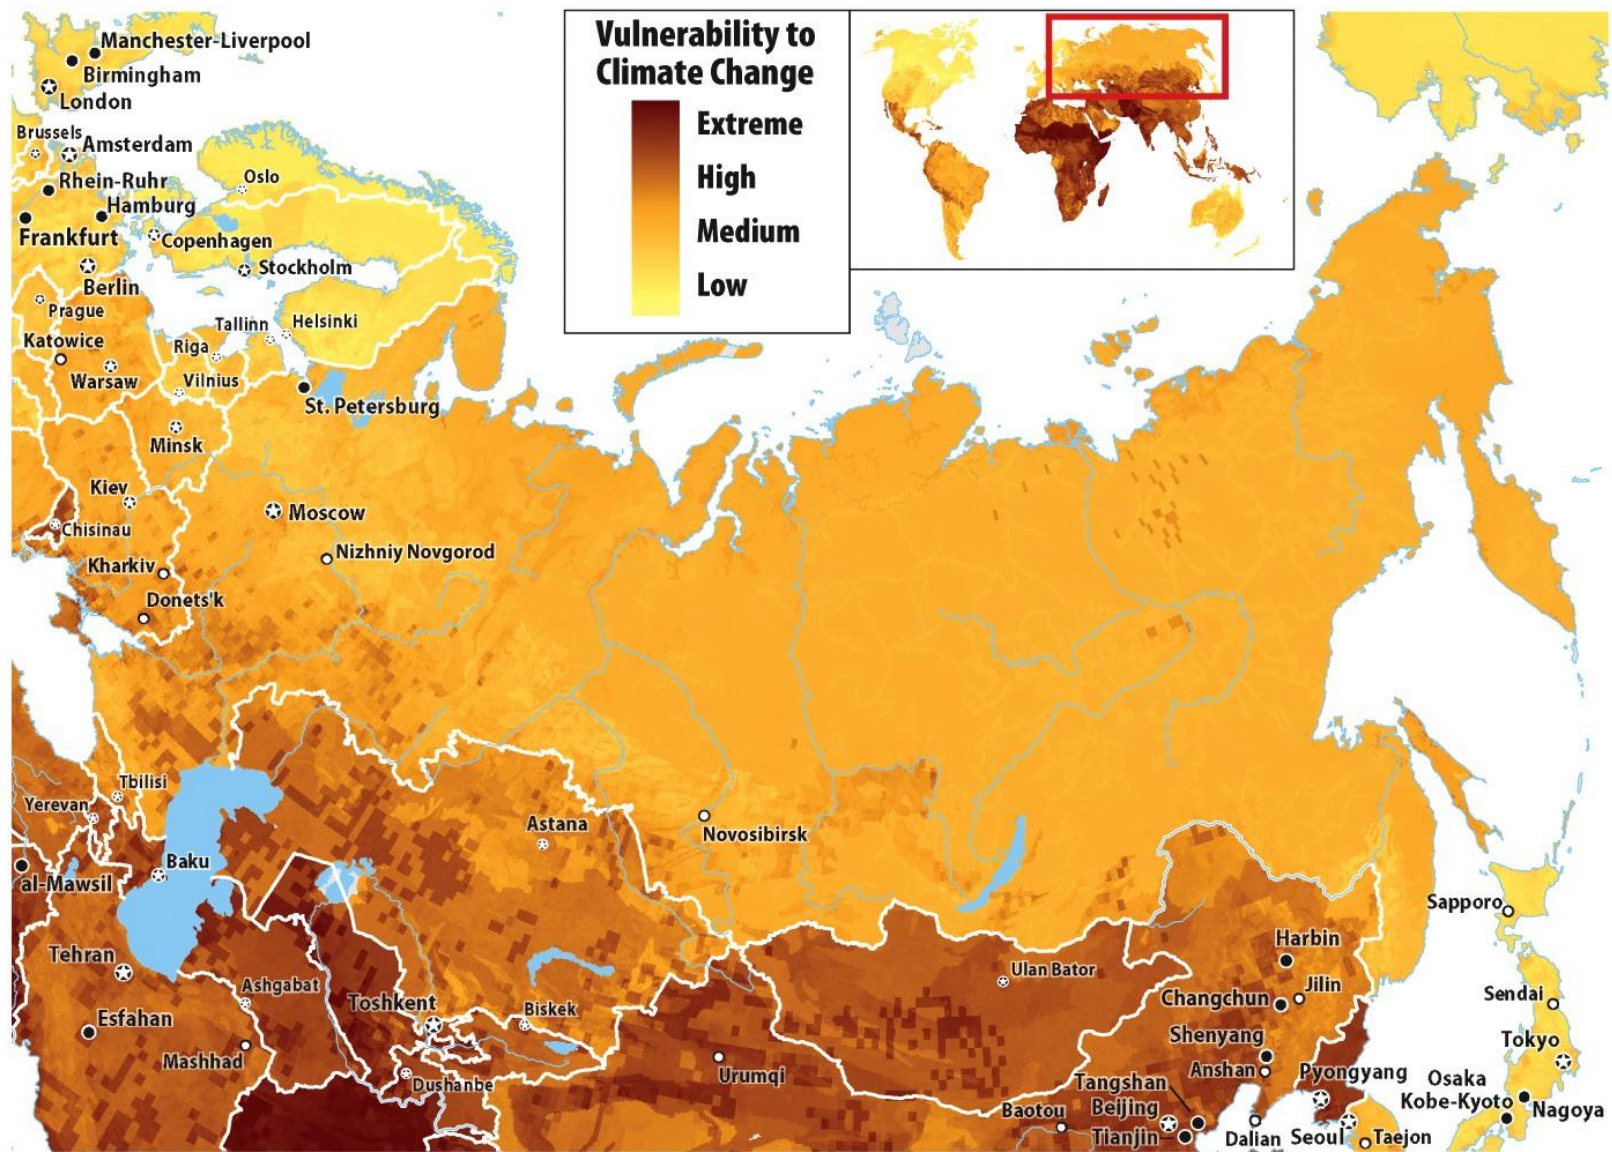 Vulnerability to
Climate Change
Extreme
High
Medium
Low
Manchester-Liverpool
Birmingham
London
Brussels
Amsterdam
Rhein-Ruhr
Hamburg
Frankfurt
Copenhagen
Oslo
Stockholm
Berlin
Prague
Katowice
Warsaw
Tallinn
Helsinki
Riga
Vilnius
St. Petersburg
Minsk
Kiev
Chisinau
Moscow
Nizhniy Novgorod
Kharkiv
Donets'k
Tbilisi
Yerevan
Baku
al-Mawsil
Astana
Novosibirsk
Tehran
Esfahan
Ashgabat
Mashhad
Toshkent
Biskek
Dushanbe
Urumqi
Ulan Bator
Harbin
Jilin
Changchun
Shenyang
Anshan
Tangshan
Beijing
Tianjin
Baotou
Dalian
Pyongyang
Seoul
Taejon
Sapporo
Sendai
Tokyo
Osaka
Kobe-Kyoto
Nagoya